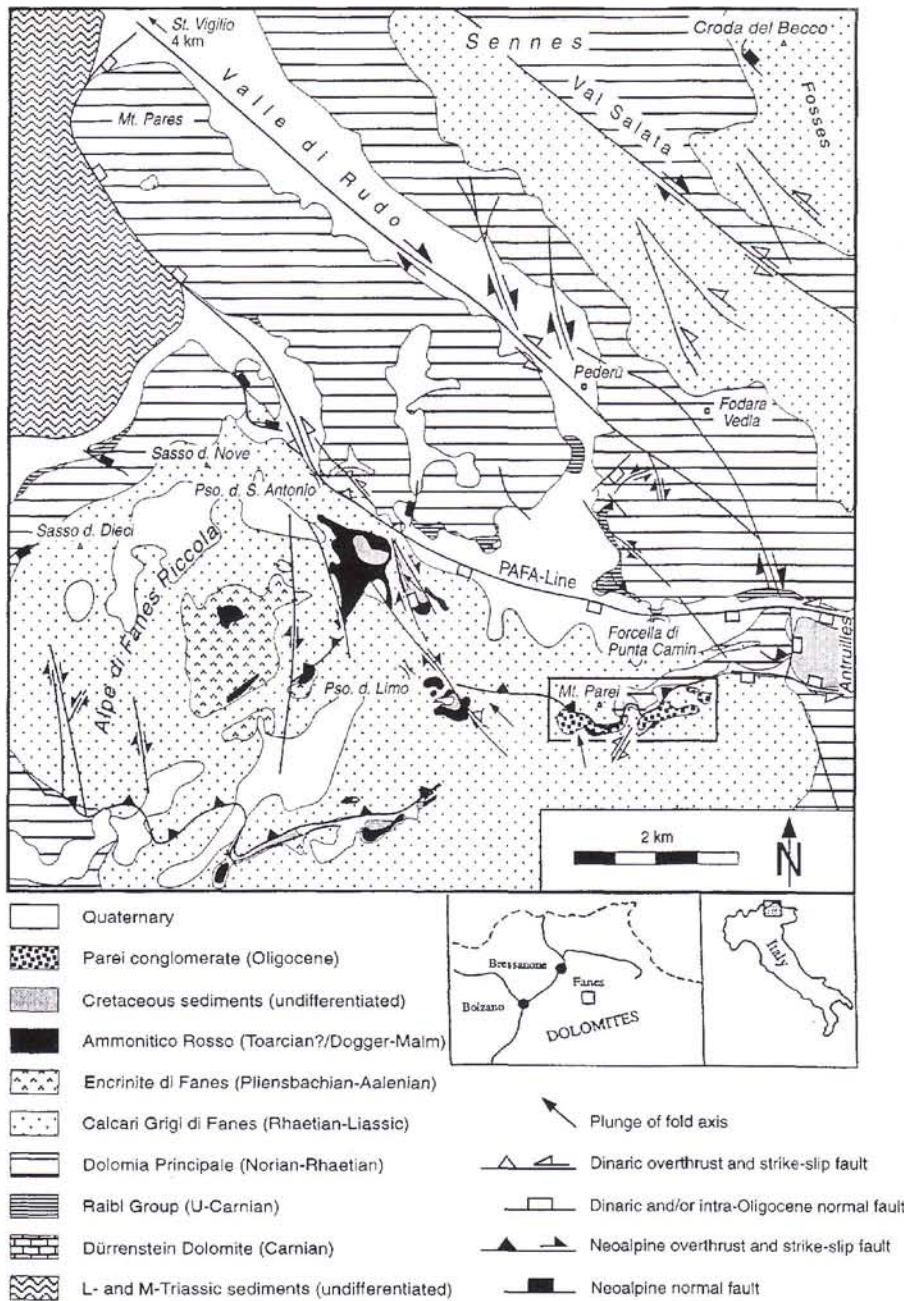 St. Vigilio
4 km
Sennes
Croda del Becco
Valle di Rudo
Val Salata
Fosses
Mt. Pares
Pederü
Fodara
Vedla
Sasso d. Nove
Pso. d. S. Antonio
Sasso d. Dieci
Alpe di Fanes Piccola
PAFA-Line
Forcella di
Punta Camin
Antruilles
Pso. d. Limo
Mt. Parei
2 km
N
Quaternary
Parei conglomerate (Oligocene)
Cretaceous sediments (undifferentiated)
Ammonitico Rosso (Toarcian?/Dogger-Malm)
Encrinite di Fanes (Pliensbachian-Aalenian)
Calcari Grigi di Fanes (Rhaetian-Liassic)
Dolomia Principale (Norian-Rhaetian)
Raibl Group (U-Carnian)
Dürrenstein Dolomite (Carnian)
L- and M-Triassic sediments (undifferentiated)
Bressanone
Fanes
Bolzano
DOLOMITES
Italy
Plunge of fold axis
Dinaric overthrust and strike-slip fault
Dinaric and/or intra-Oligocene normal fault
Neoalpine overthrust and strike-slip fault
Neoalpine normal fault